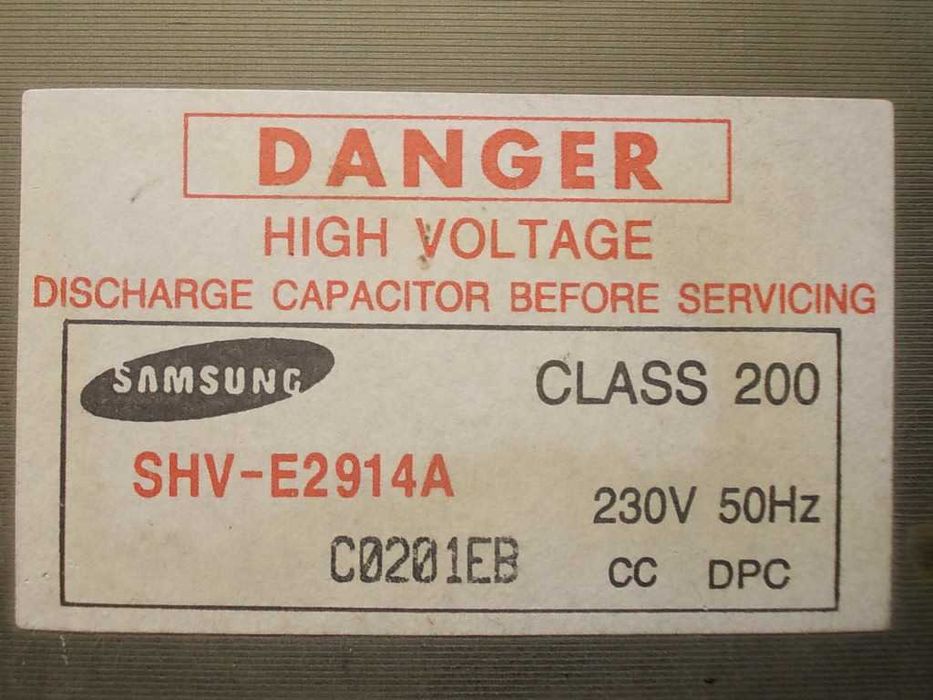 DANGER
HIGH VOLTAGE
DISCHARGE CAPACITOR BEFORE SERVICING
SAMSUNG CLASS 200
SHV-E2914A
230V 50Hz
C0201EB CC DPC